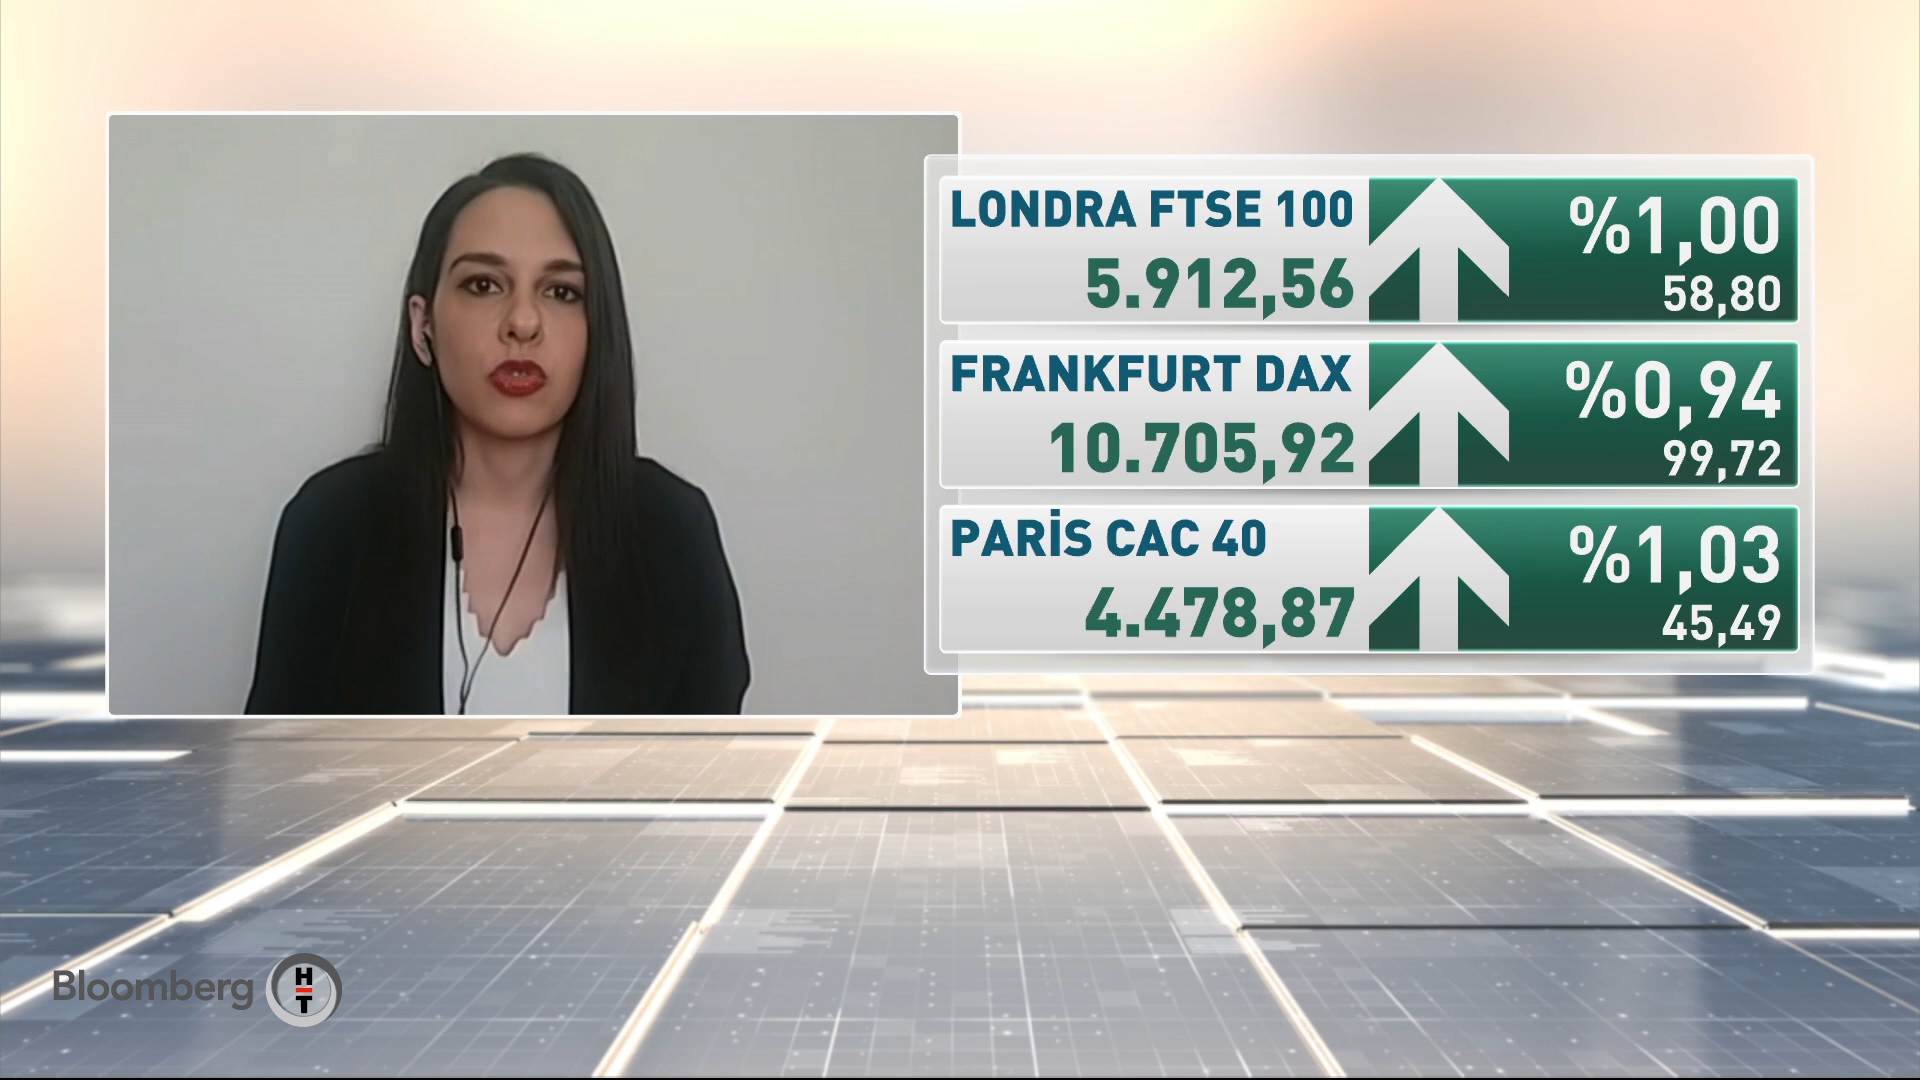 LONDRA FTSE 100
5.912,56
%1,00
58,80
FRANKFURT DAX
10.705,92
%0,94
99,72
PARİS CAC 40
4.478,87
%1,03
45,49
Bloomberg HT